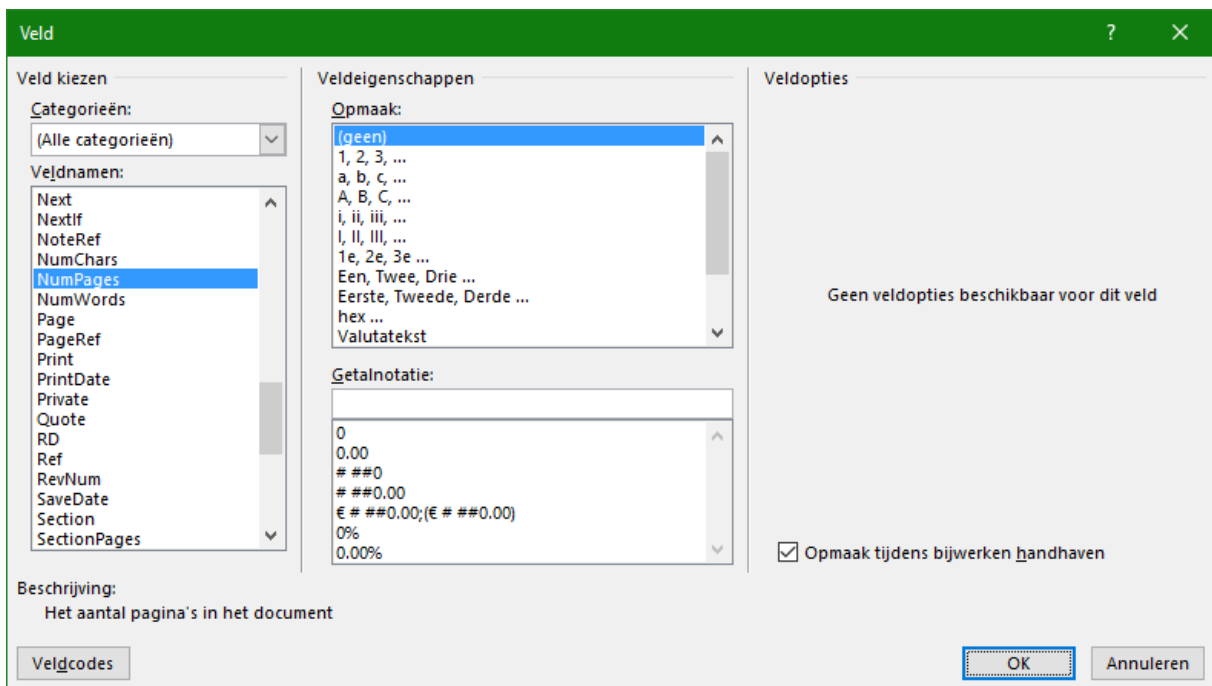 Veld
?
Veld kiezen
Categorieën:
(Alle categorieën)
Veldnamen:
Next
NextIf
NoteRef
NumChars
NumPages
NumWords
Page
PageRef
Print
PrintDate
Private
Quote
RD
Ref
RevNum
SaveDate
Section
SectionPages
Veldeigenschappen
Opmaak:
(geen)
1, 2, 3, ...
a, b, c, ...
A, B, C, ...
i, ii, iii, ...
I, II, III, ...
1e, 2e, 3e ...
Een, Twee, Drie ...
Eerste, Tweede, Derde ...
hex ...
Valutatekst
Getalnotatie:
0
0.00
# ##0
# ##0.00
€ # ##0.00;(€ # ##0.00)
0%
0.00%
Veldopties
Geen veldopties beschikbaar voor dit veld
Opmaak tijdens bijwerken handhaven
Beschrijving:
Het aantal pagina's in het document
Veldcodes
OK
Annuleren